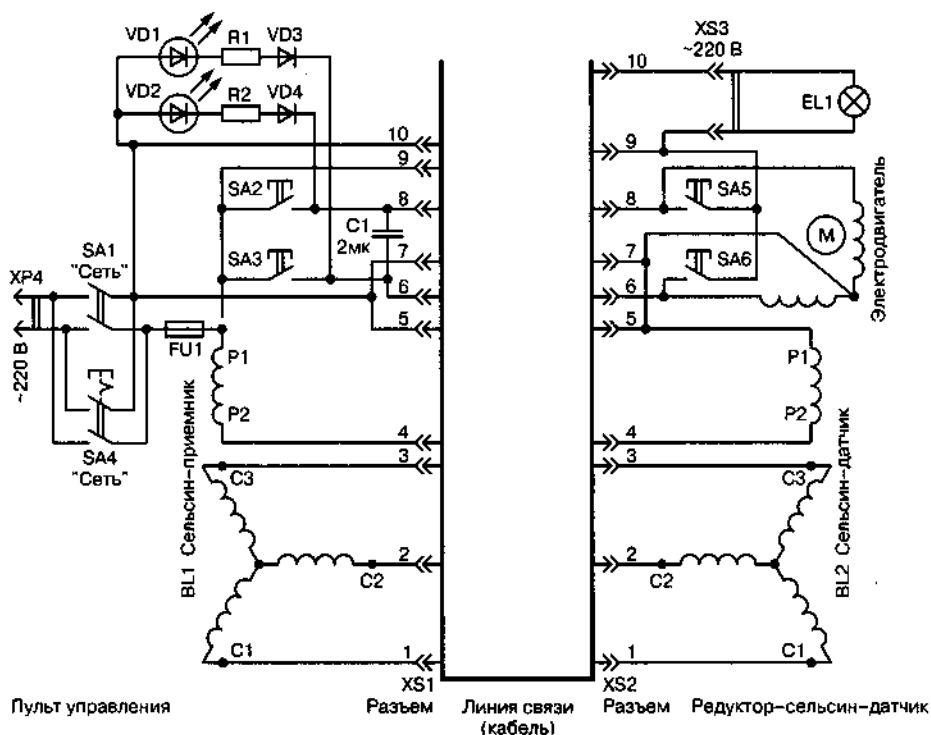 VD1
R1
VD3
VD2
R2
VD4
10
9
SA2
8
C1
2мк
SA3
7
SA1
"Сеть"
XP4
6
5
~220 В
FU1
P1
P2
SA4
"Сеть"
4
3
BL1 Сельсин-приемник
C3
2
C2
C1
1
XS1
Разъем
Пульт управления
Линия связи
(кабель)
XS3
~220 В
10
EL1
9
8
SA5
M
Электродвигатель
7
SA6
6
5
P1
P2
4
3
C3
BL2 Сельсин-датчик
2
C2
C1
1
XS2
Разъем
Редуктор-сельсин-датчик